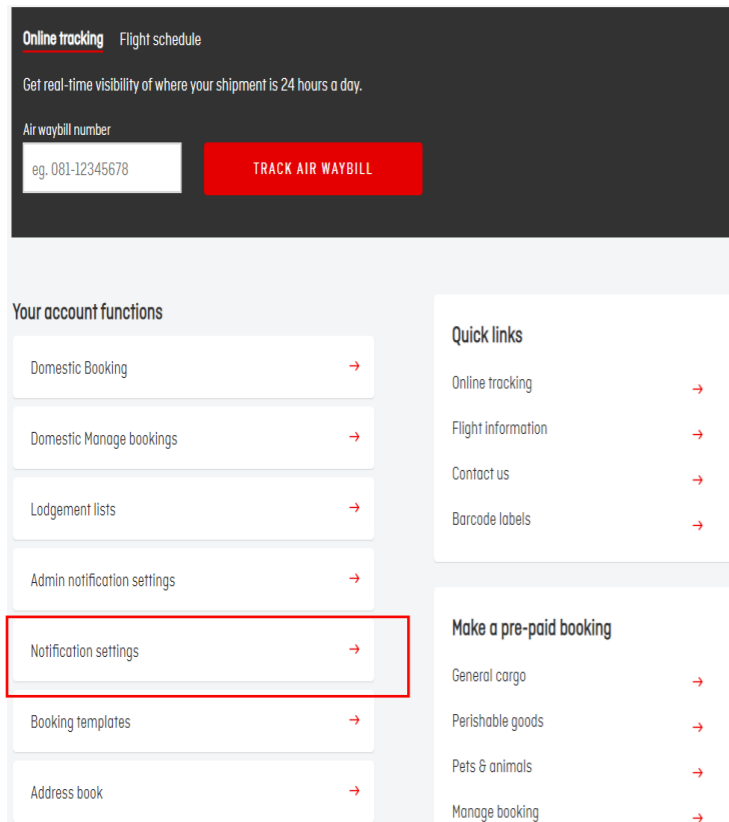 Online tracking Flight schedule
Get real-time visibility of where your shipment is 24 hours a day.
Air waybill number
eg. 081-12345678
TRACK AIR WAYBILL
Your account functions
Domestic Booking
Domestic Manage bookings
Lodgement lists
Admin notification settings
Notification settings
Booking templates
Address book
Quick links
Online tracking
Flight information
Contact us
Barcode labels
Make a pre-paid booking
General cargo
Perishable goods
Pets & animals
Manage booking